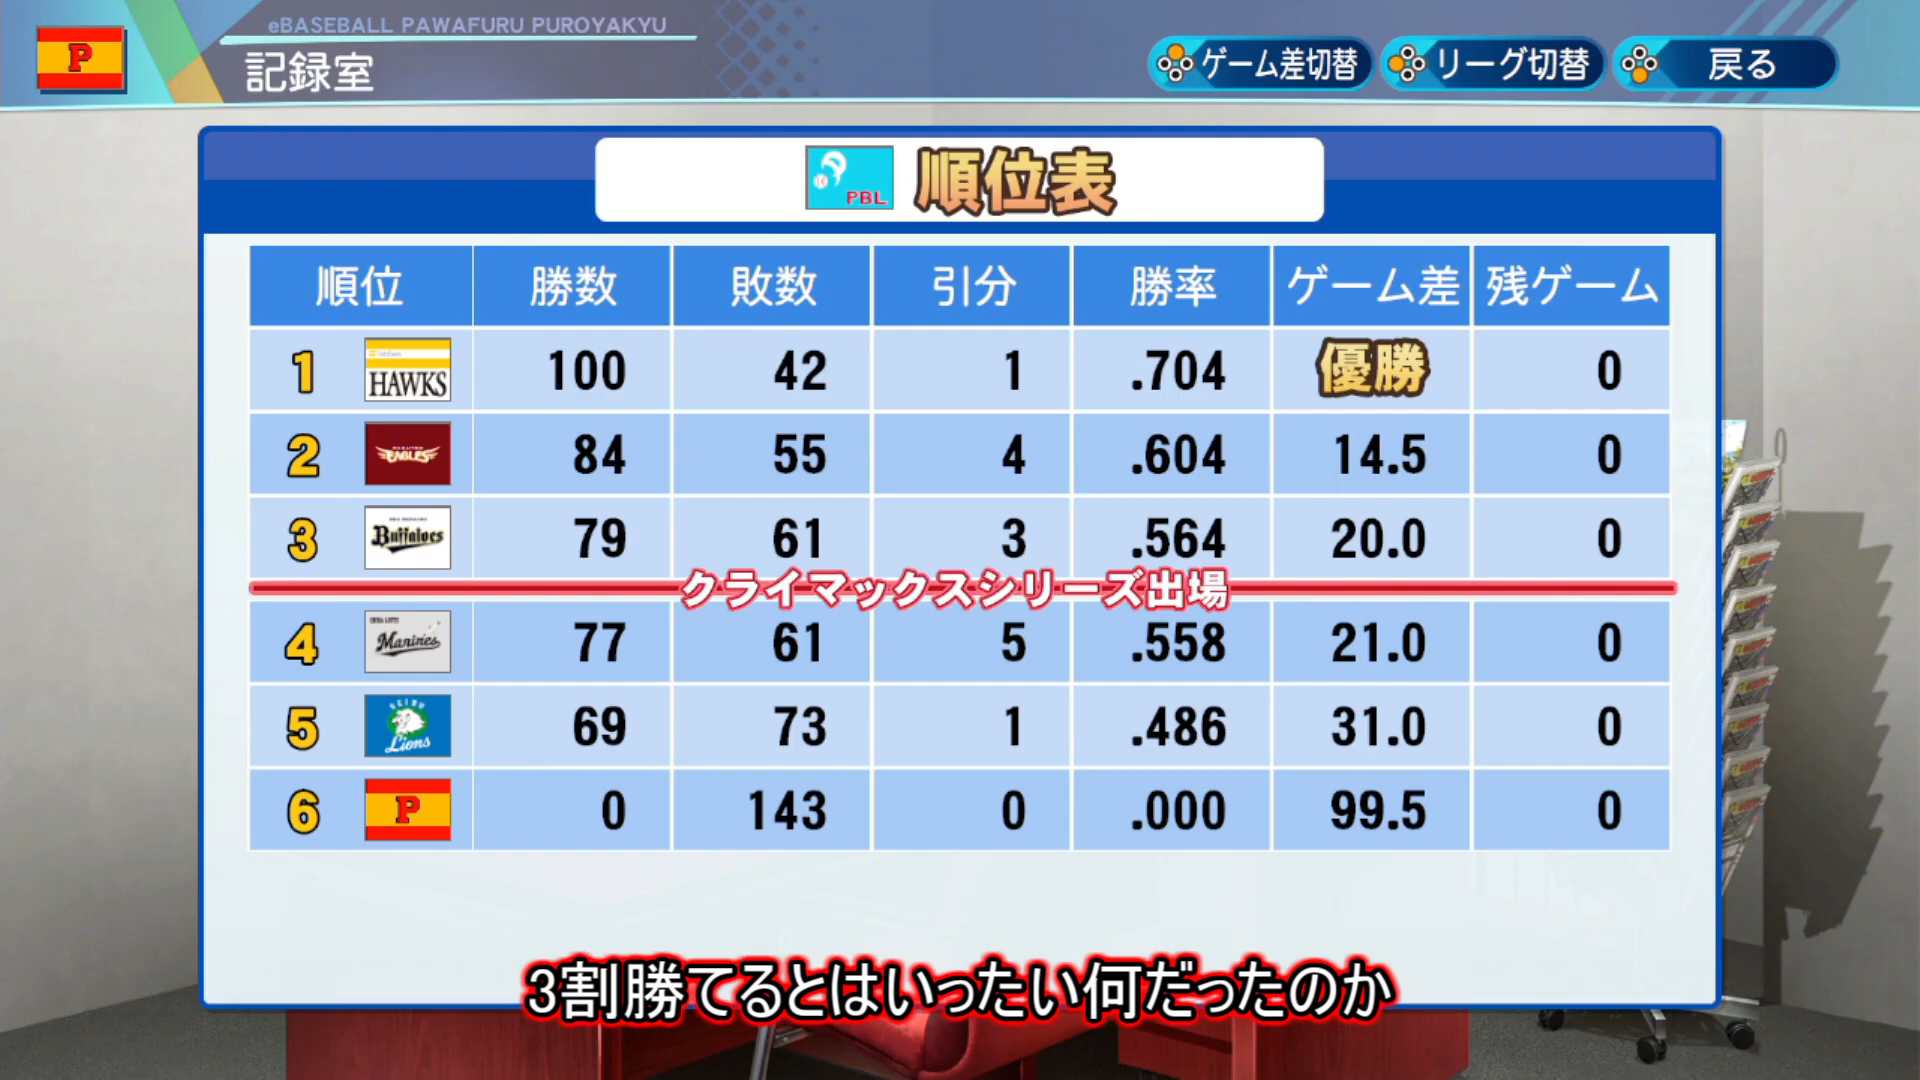 eBASEBALL PAWAFURU PUROYAKYU
P
記録室
ゲーム差切替
リーグ切替
戻る
PBL
順位表
順位 勝数 敗数 引分 勝率 ゲーム差 残ゲーム
1 HAWKS 100 42 1 .704 優勝 0
2 EAGLES 84 55 4 .604 14.5 0
3 Buffaloes 79 61 3 .564 20.0 0
クライマックスシリーズ出場
4 Marines 77 61 5 .558 21.0 0
5 SEIBU Lions 69 73 1 .486 31.0 0
6 P 0 143 0 .000 99.5 0
3割勝てるとはいったい何だったのか